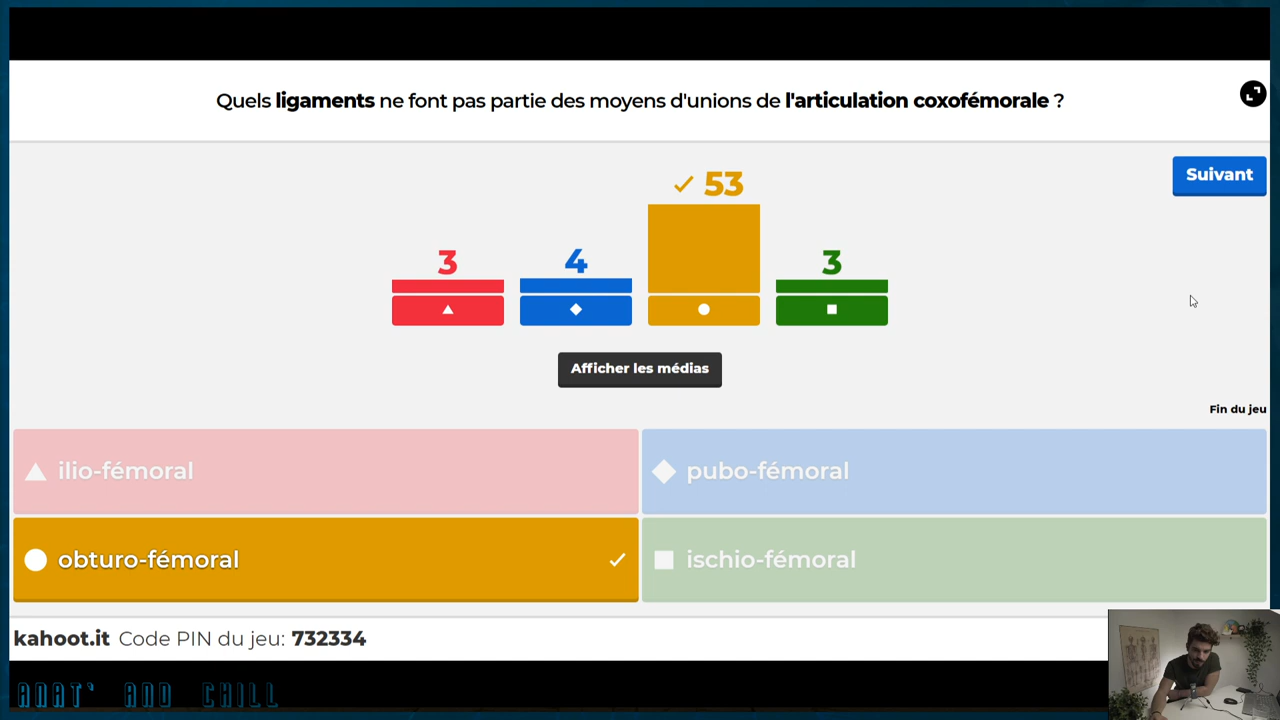 Quels ligaments ne font pas partie des moyens d'unions de l'articulation coxofémorale ?
Suivant
53
3
4
3
Afficher les médias
Fin du jeu
ilio-fémoral
pubo-fémoral
obturo-fémoral
ischio-fémoral
kahoot.it Code PIN du jeu: 732334
ANAT' AND CHILL